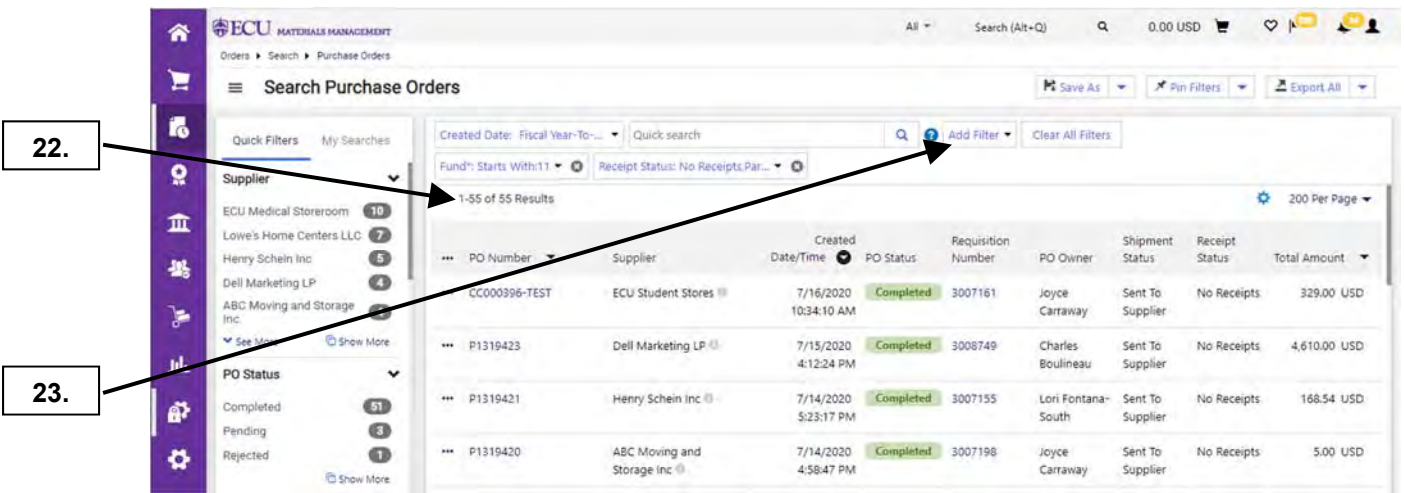 ECU MATERIALS MANAGEMENT
All Search (Alt+Q) 0.00 USD
Orders Search Purchase Orders
Search Purchase Orders
Save As Pin Filters Export All
22.
Quick Filters My Searches
Created Date: Fiscal Year-To-... Quick search Add Filter Clear All Filters
Fund*: Starts With:11 Receipt Status: No Receipts,Par...
Supplier
1-55 of 55 Results 200 Per Page
ECU Medical Storeroom 10
Lowe's Home Centers LLC 7
Henry Schein Inc 5
Dell Marketing LP 4
ABC Moving and Storage Inc.
See More Show More
PO Number Supplier Created Date/Time PO Status Requisition Number PO Owner Shipment Status Receipt Status Total Amount
CC000396-TEST ECU Student Stores 7/16/2020 10:34:10 AM Completed 3007161 Joyce Carraway Sent To Supplier No Receipts 329.00 USD
P1319423 Dell Marketing LP 7/15/2020 4:12:24 PM Completed 3008749 Charles Boulineau Sent To Supplier No Receipts 4,610.00 USD
23.
PO Status
Completed 51
Pending 3
Rejected 1
Show More
P1319421 Henry Schein Inc 7/14/2020 5:23:17 PM Completed 3007155 Lori Fontana-South Sent To Supplier No Receipts 168.54 USD
P1319420 ABC Moving and Storage Inc 7/14/2020 4:58:47 PM Completed 3007198 Joyce Carraway Sent To Supplier No Receipts 5.00 USD